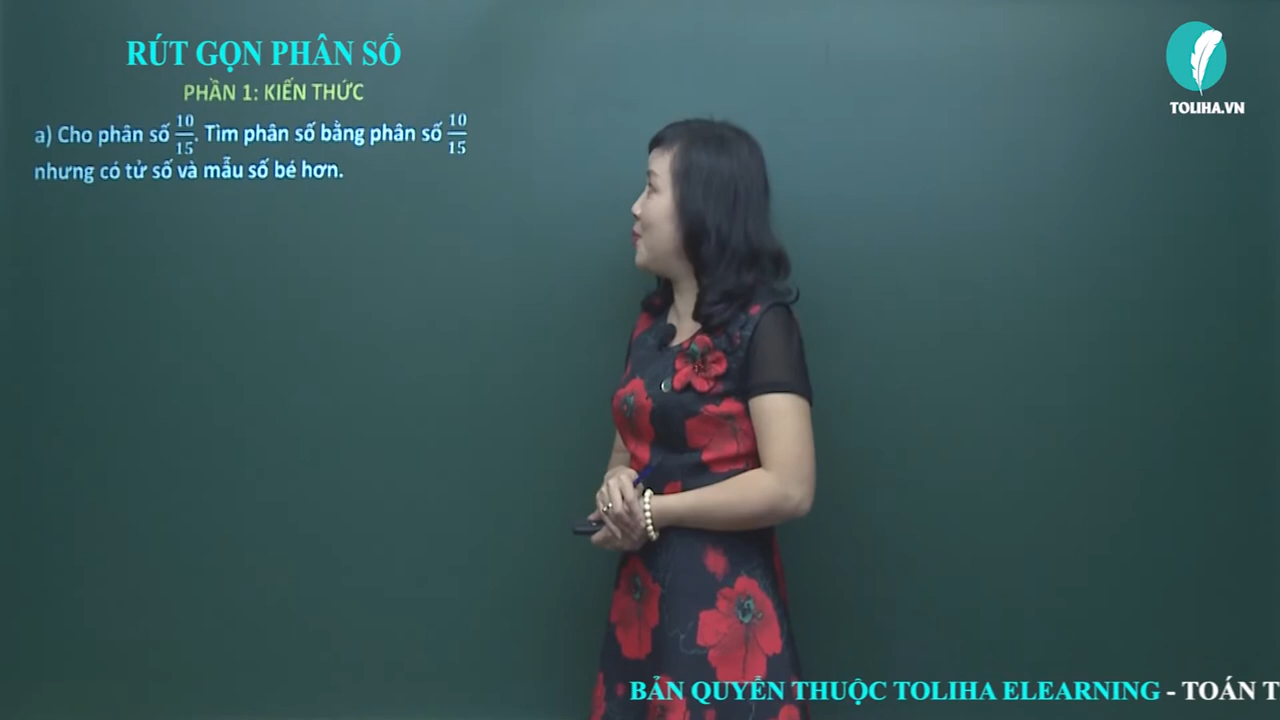 RÚT GỌN PHÂN SỐ
PHẦN 1: KIẾN THỨC
a) Cho phân số 10/15. Tìm phân số bằng phân số 10/15
nhưng có tử số và mẫu số bé hơn.
TOLIHA.VN
BẢN QUYỀN THUỘC TOLIHA ELEARNING - TOÁN T